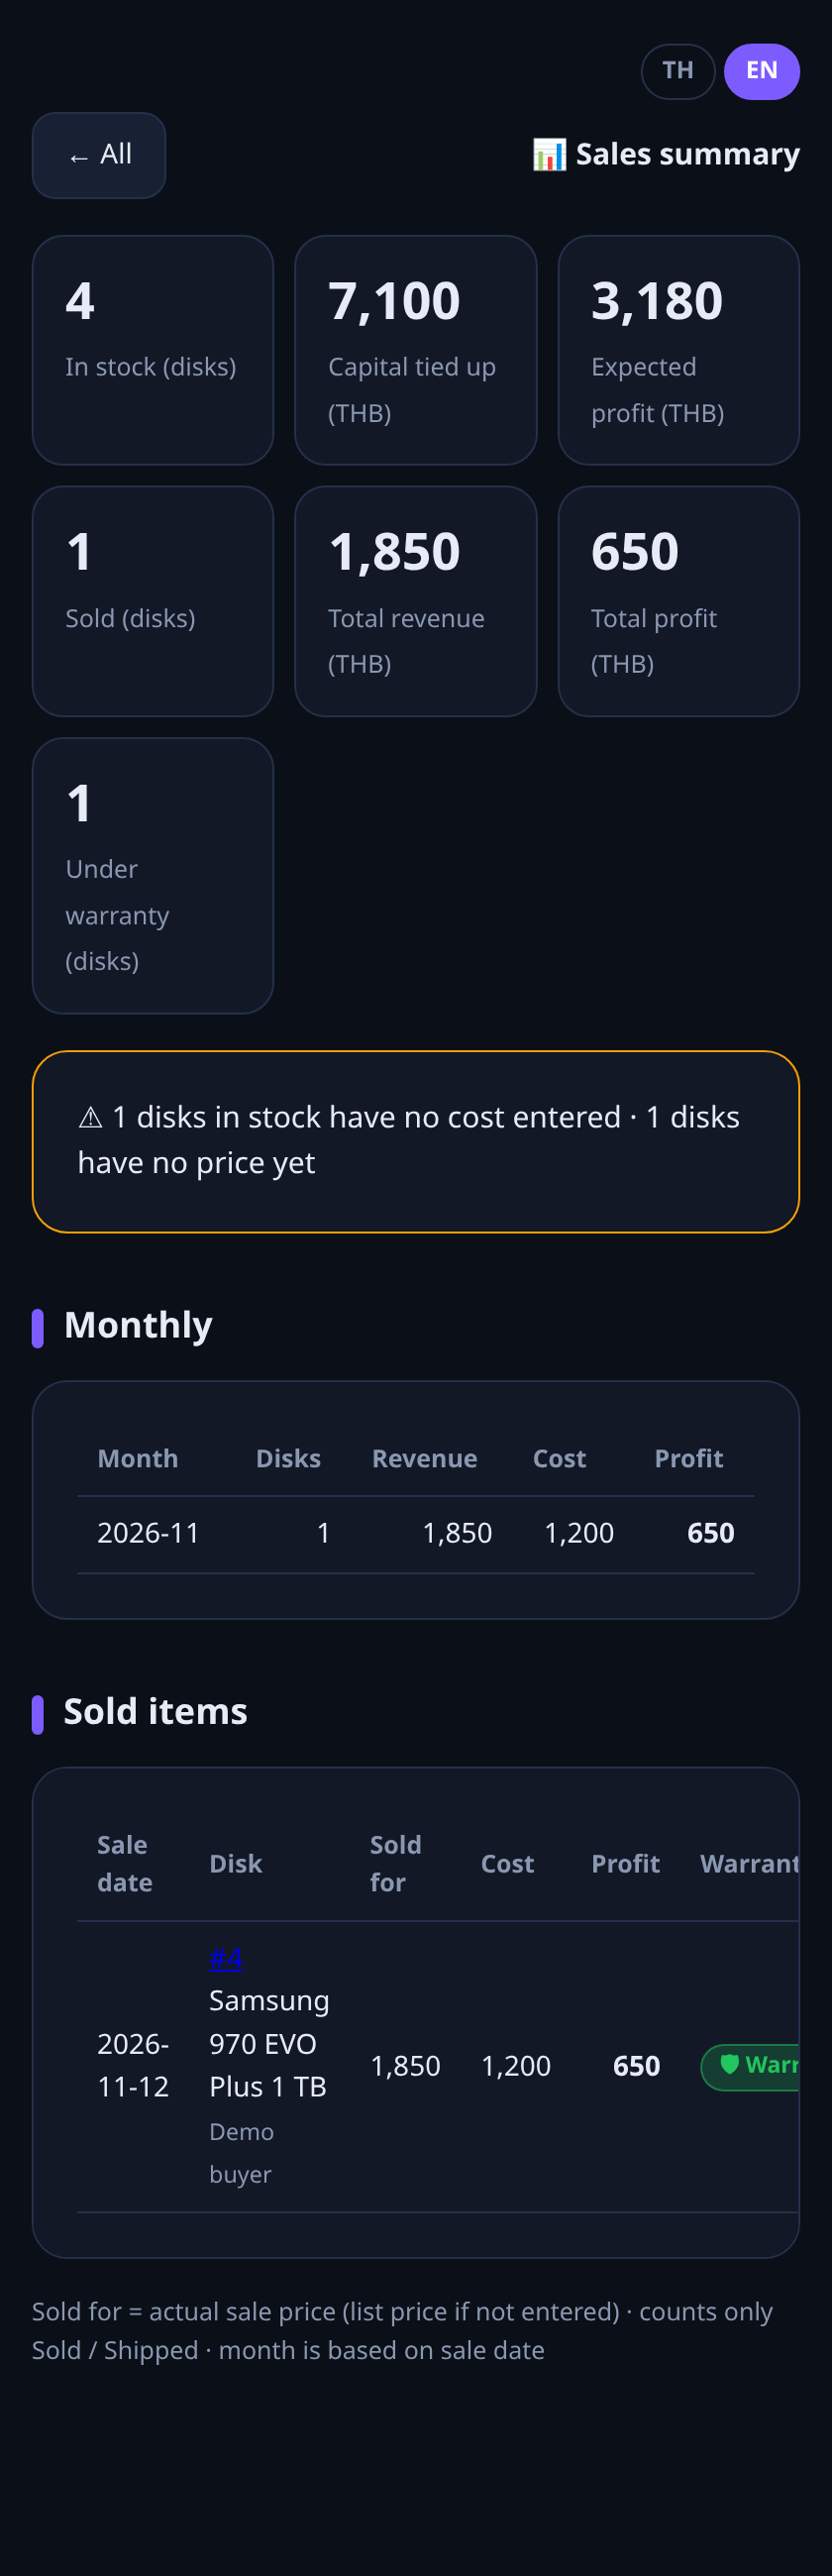 TH EN
← All 📊 Sales summary
4 7,100 3,180
In stock (disks) Capital tied up Expected
(THB) profit (THB)
1 1,850 650
Sold (disks) Total revenue Total profit
(THB) (THB)
1
Under
warranty
(disks)
⚠ 1 disks in stock have no cost entered · 1 disks
have no price yet
Monthly
Month Disks Revenue Cost Profit
2026-11 1 1,850 1,200 650
Sold items
Sale date Disk Sold for Cost Profit Warrant
2026-11-12 #4 1,850 1,200 650 🛡 Warr
Samsung
970 EVO
Plus 1 TB
Demo
buyer
Sold for = actual sale price (list price if not entered) · counts only
Sold / Shipped · month is based on sale date